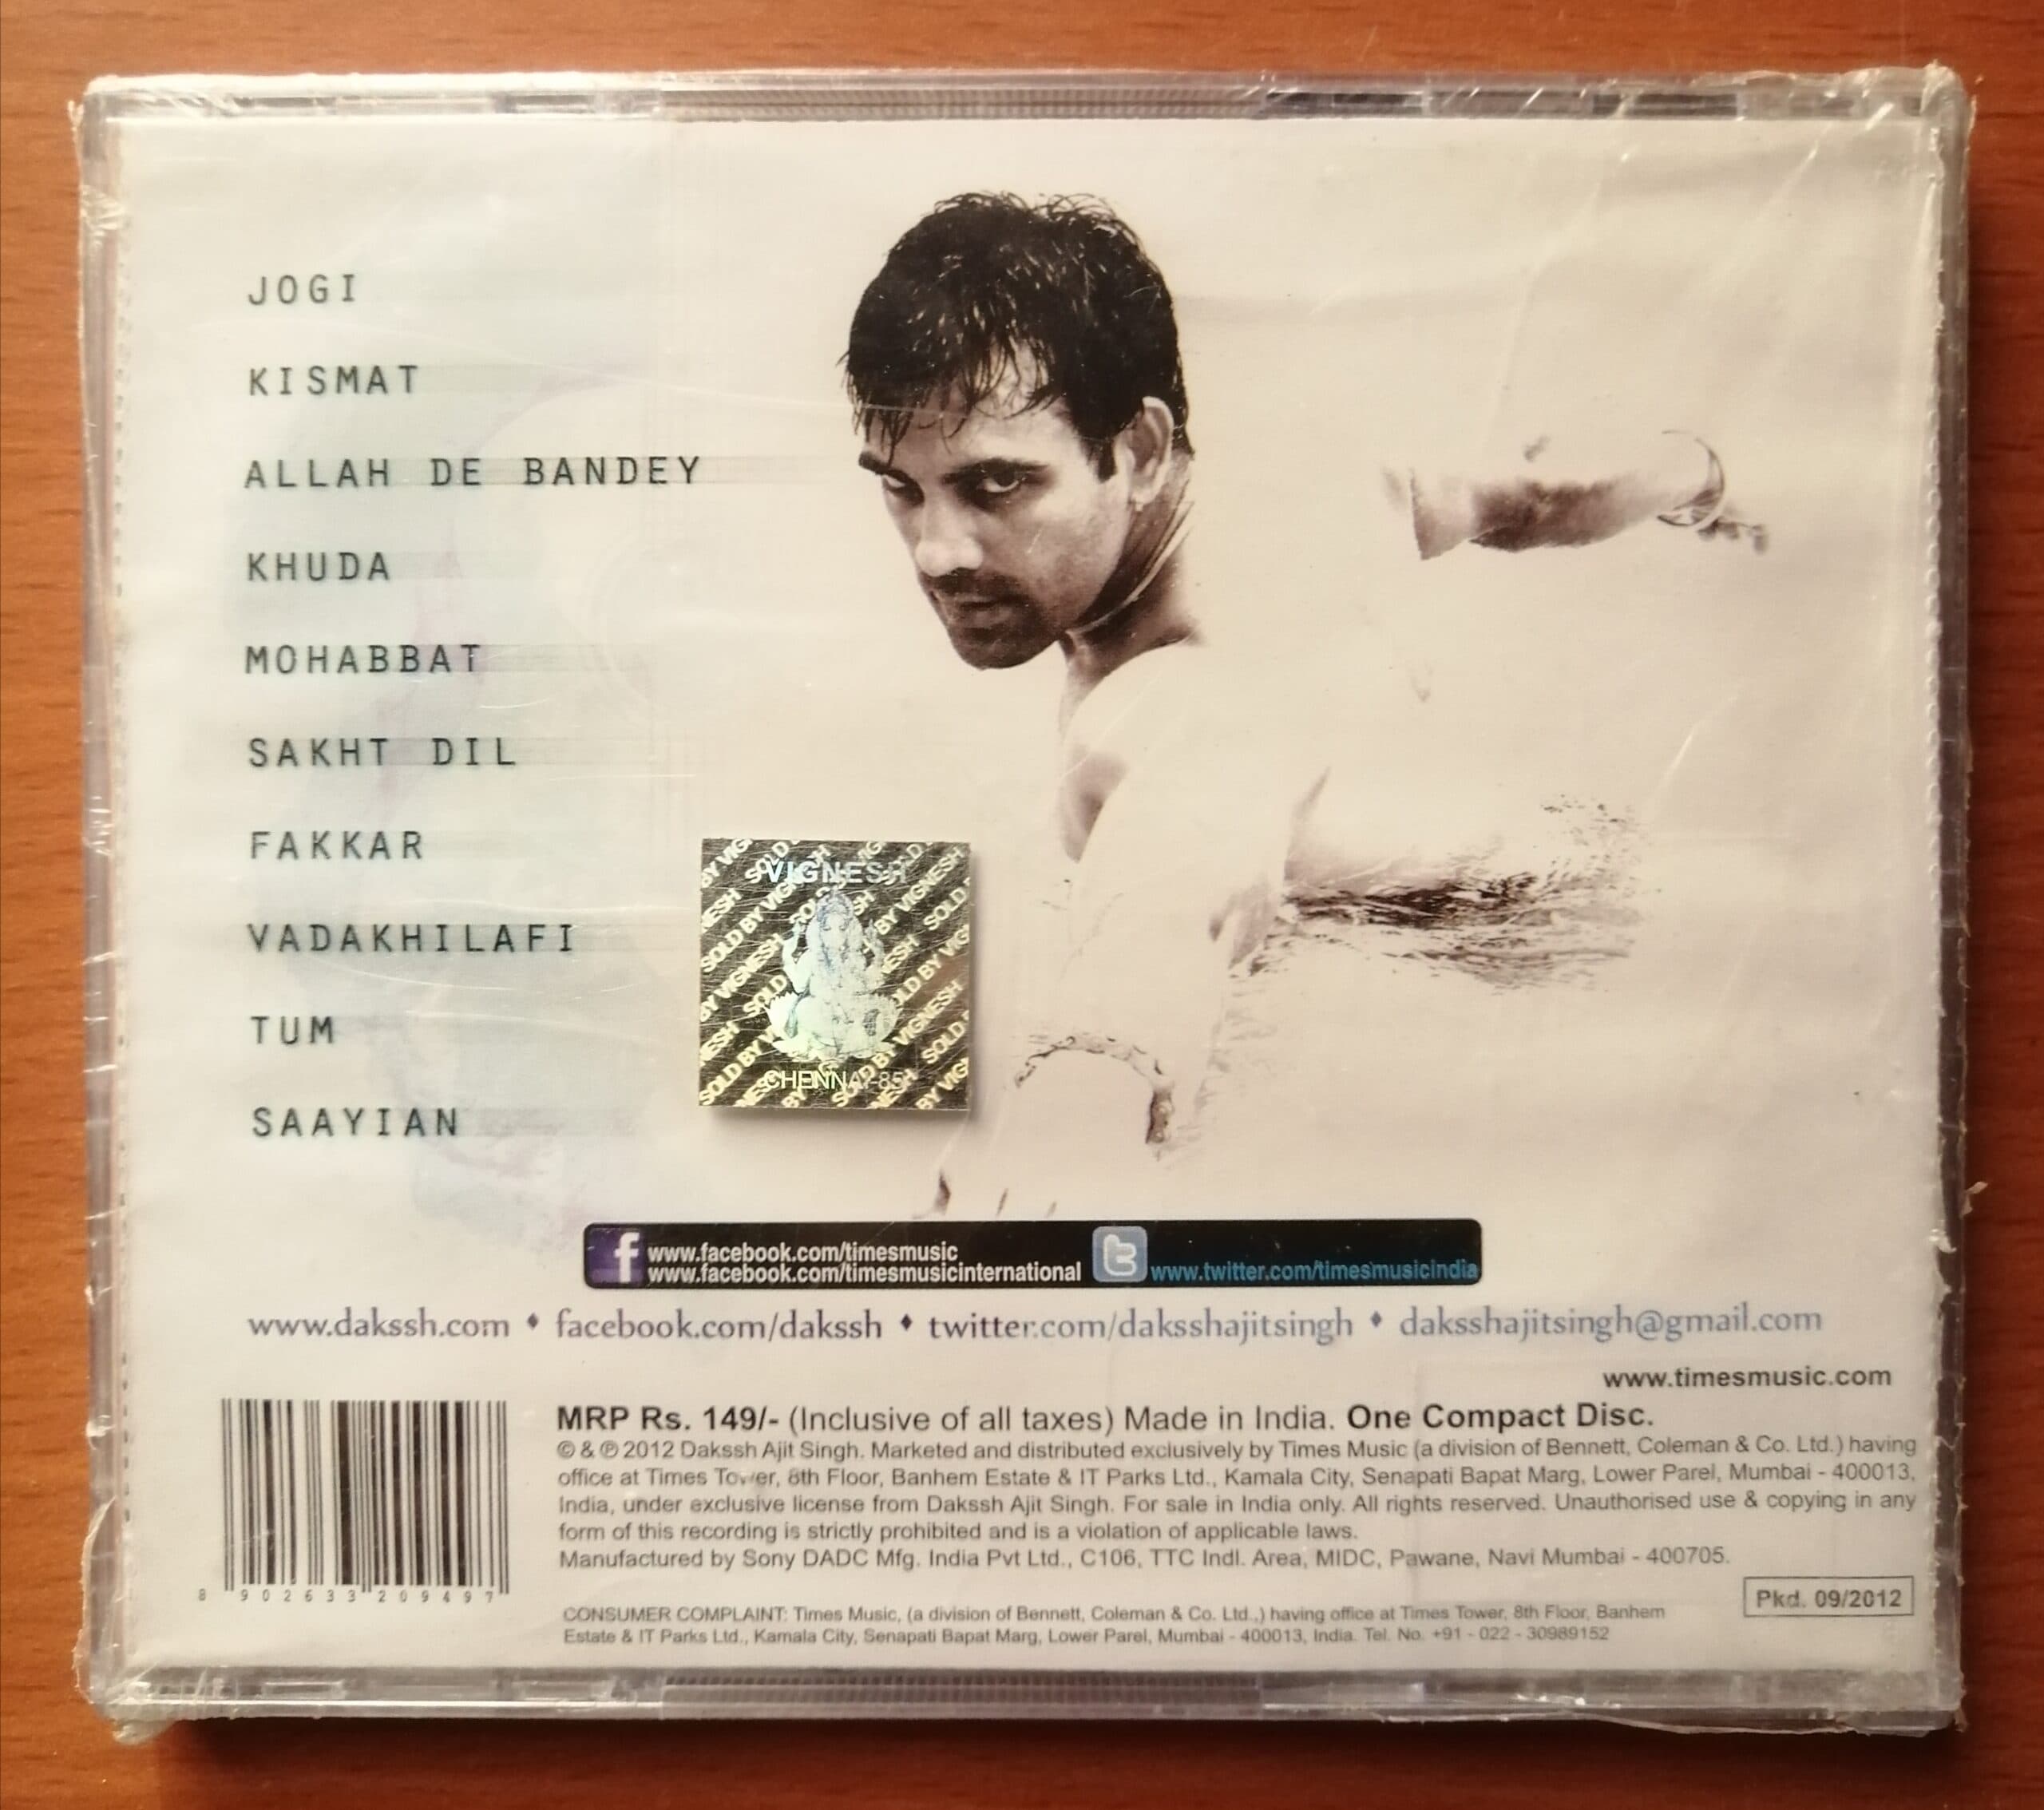 JOGI
KISMAT
ALLAH DE BANDEY
KHUDA
MOHABBAT
SAKHT DIL
FAKKAR
VADAKHILAFI
TUM
SAAYIAN
VIGNESH
SOLD BY VIGNESH
CHENNAI-85
www.facebook.com/timesmusic
www.facebook.com/timesmusicinternational
www.twitter.com/timesmusicindia
www.dakssh.com ♦ facebook.com/dakssh ♦ twitter.com/daksshajitsingh ♦ daksshajitsingh@gmail.com
www.timesmusic.com
MRP Rs. 149/- (Inclusive of all taxes) Made in India. One Compact Disc.
© & ℗ 2012 Dakssh Ajit Singh. Marketed and distributed exclusively by Times Music (a division of Bennett, Coleman & Co. Ltd.) having
office at Times Tower, 8th Floor, Banhem Estate & IT Parks Ltd., Kamala City, Senapati Bapat Marg, Lower Parel, Mumbai - 400013,
India, under exclusive license from Dakssh Ajit Singh. For sale in India only. All rights reserved. Unauthorised use & copying in any
form of this recording is strictly prohibited and is a violation of applicable laws.
Manufactured by Sony DADC Mfg. India Pvt Ltd., C106, TTC Indl. Area, MIDC, Pawane, Navi Mumbai - 400705.
8 902633 209497
Pkd. 09/2012
CONSUMER COMPLAINT: Times Music, (a division of Bennett, Coleman & Co. Ltd.,) having office at Times Tower, 8th Floor, Banhem
Estate & IT Parks Ltd., Kamala City, Senapati Bapat Marg, Lower Parel, Mumbai - 400013, India. Tel. No. +91 - 022 - 30989152